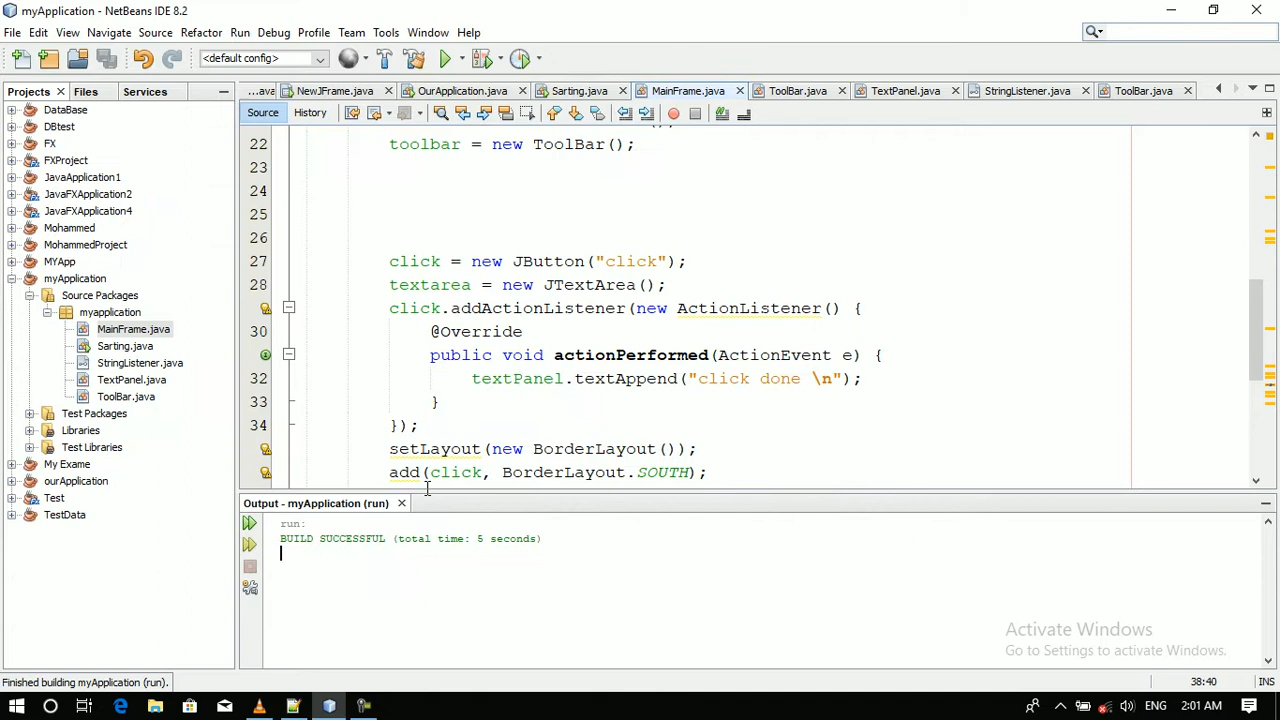 myApplication - NetBeans IDE 8.2
File Edit View Navigate Source Refactor Run Debug Profile Team Tools Window Help
<default config>
Projects Files Services
...ava NewJFrame.java OurApplication.java Sarting.java MainFrame.java ToolBar.java TextPanel.java StringListener.java ToolBar.java
Source History
DataBase
DBtest
FX
FXProject
JavaApplication1
JavaFXApplication2
JavaFXApplication4
Mohammed
MohammedProject
MYApp
myApplication
Source Packages
myapplication
MainFrame.java
Sarting.java
StringListener.java
TextPanel.java
ToolBar.java
Test Packages
Libraries
Test Libraries
My Exame
ourApplication
Test
TestData
22 toolbar = new ToolBar();
23
24
25
26
27 click = new JButton("click");
28 textarea = new JTextArea();
click.addActionListener(new ActionListener() {
30 @Override
public void actionPerformed(ActionEvent e) {
32 textPanel.textAppend("click done \n");
33 }
34 });
setLayout(new BorderLayout());
add(click, BorderLayout.SOUTH);
Output - myApplication (run)
run:
BUILD SUCCESSFUL (total time: 5 seconds)
Activate Windows
Go to Settings to activate Windows.
Finished building myApplication (run).
38:40 INS
ENG 2:01 AM